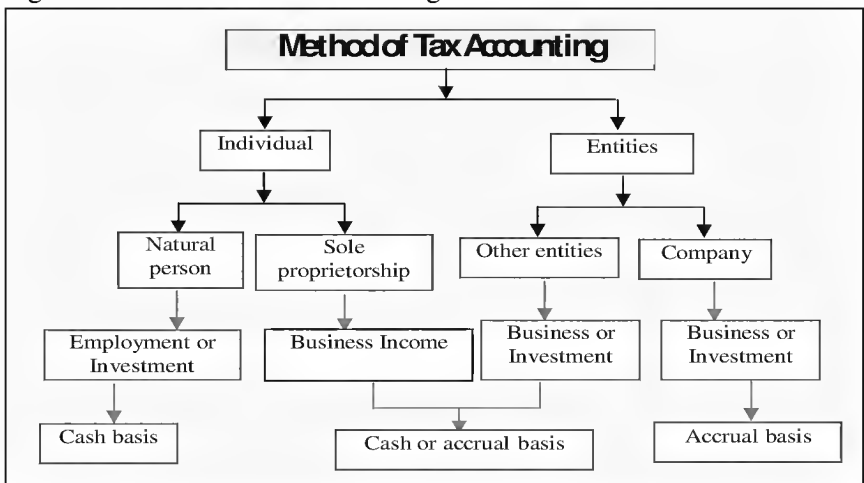 Method of Tax Accounting
Individual
Entities
Natural
person
Sole
proprietorship
Other entities
Company
Employment or
Investment
Business Income
Business or
Investment
Business or
Investment
Cash basis
Cash or accrual basis
Accrual basis